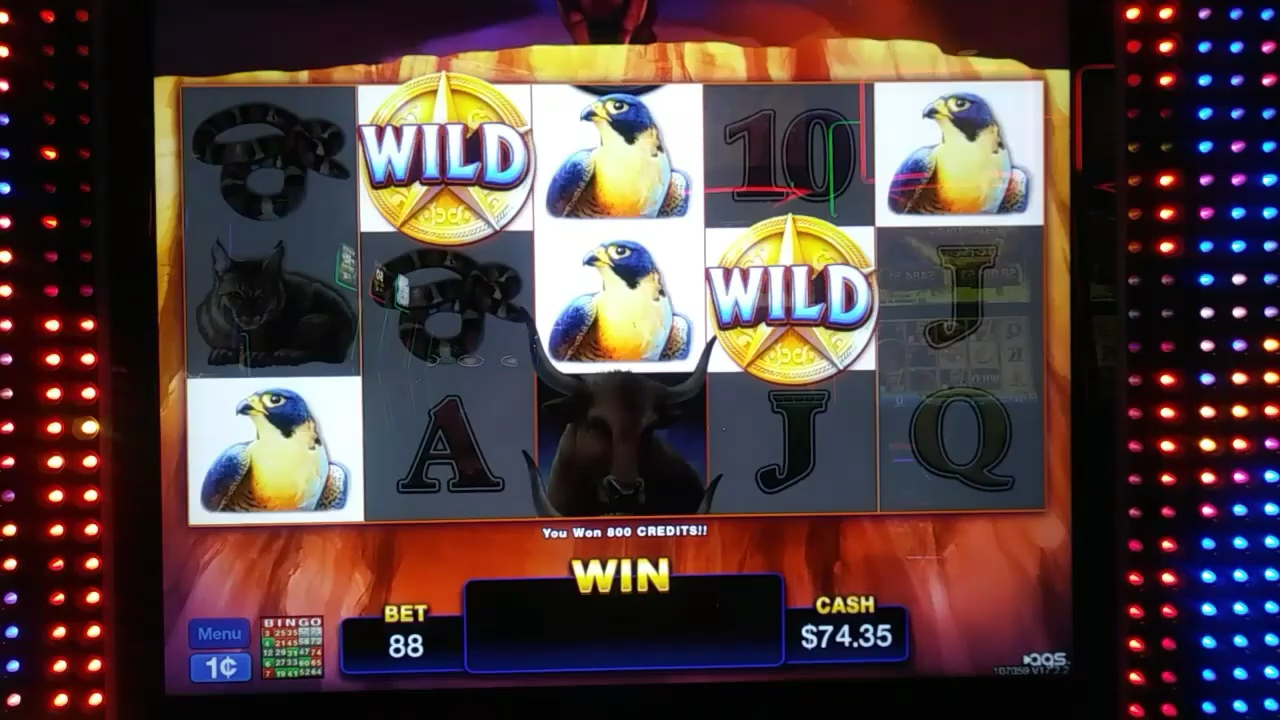 WILD
10
WILD
J
A
J
Q
You Won 800 CREDITS!!
WIN
BET
88
CASH
$74.35
Menu
1¢
BINGO
ags